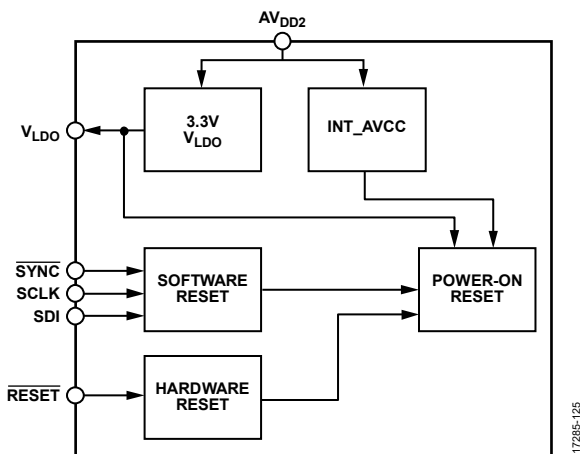 AVDD2
3.3V
VLDO
INT_AVCC
VLDO
SYNC
SCLK
SDI
SOFTWARE
RESET
POWER-ON
RESET
RESET
HARDWARE
RESET
17285-125